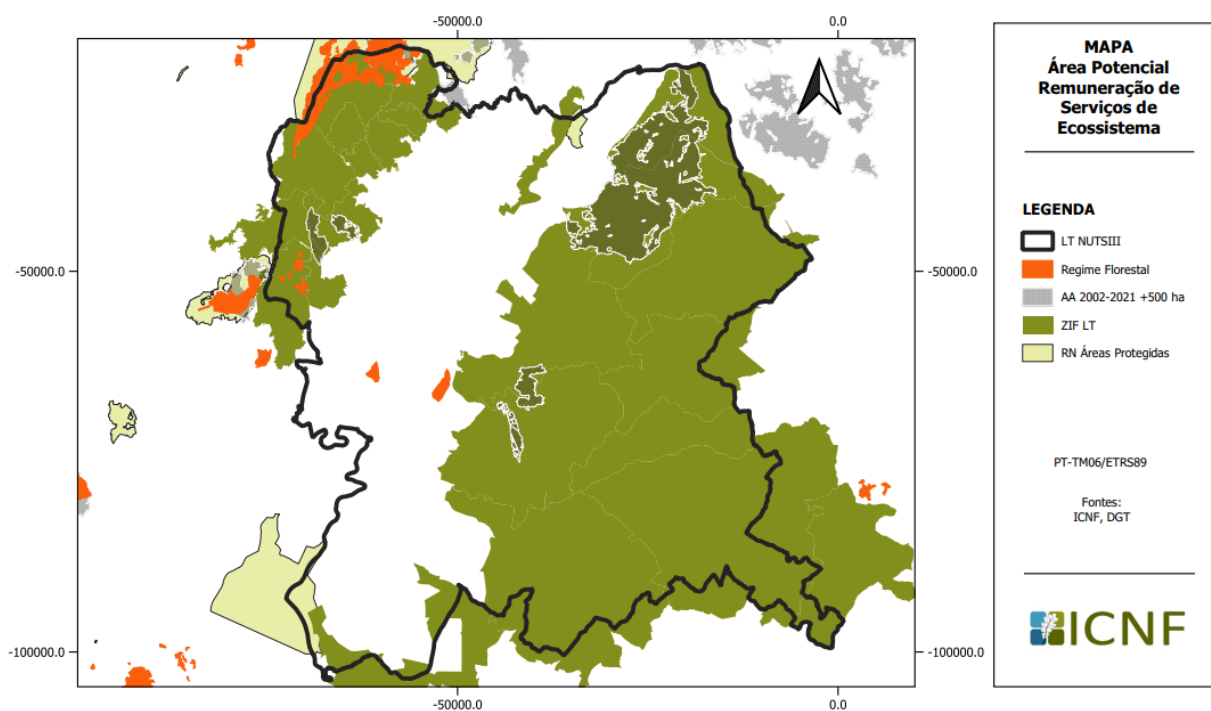 -50000.0
0.0
-50000.0
-50000.0
-100000.0
-100000.0
-50000.0
0.0
MAPA
Área Potencial
Remuneração de
Serviços de
Ecossistema
LEGENDA
LT NUTSIII
Regime Florestal
AA 2002-2021 +500 ha
ZIF LT
RN Áreas Protegidas
PT-TM06/ETRS89
Fontes:
ICNF, DGT
ICNF